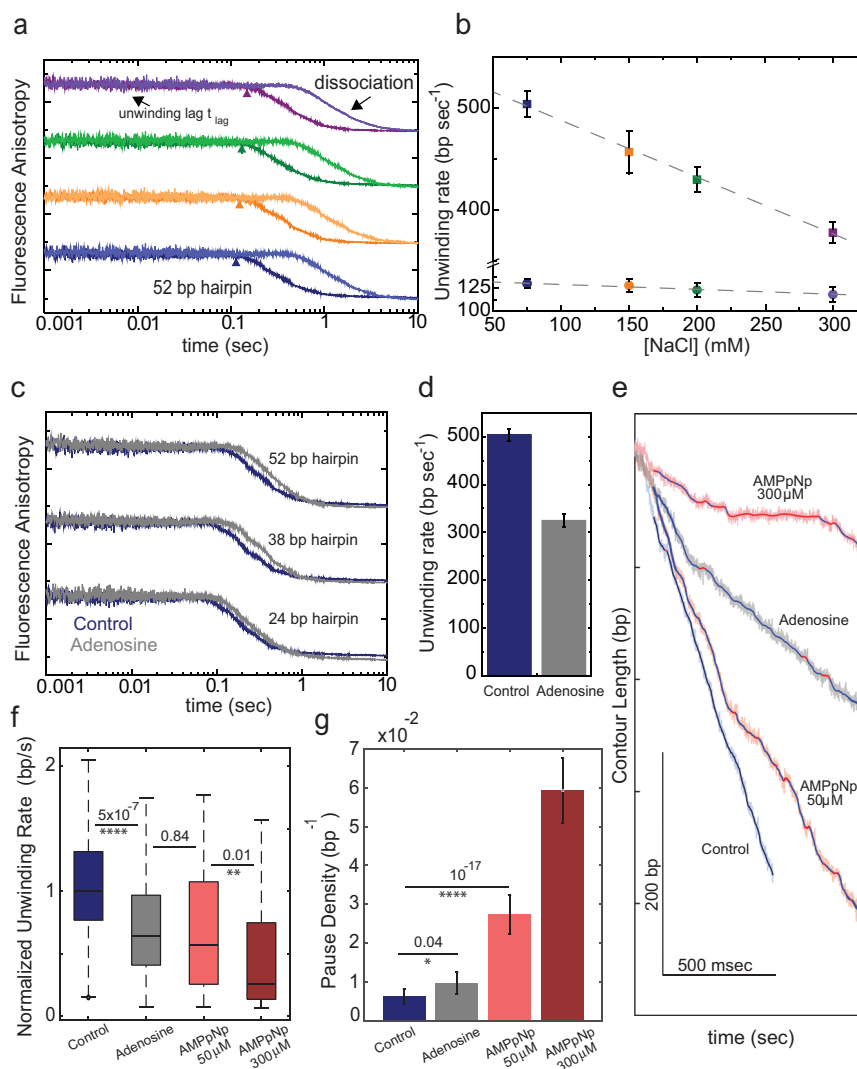 a
Fluorescence Anisotropy
dissociation
unwinding lag t lag
52 bp hairpin
0.001
0.01
0.1
1
10
time (sec)
b
Unwinding rate (bp sec-1)
500
400
125
100
50
100
150
200
250
300
[NaCl] (mM)
c
Fluorescence Anisotropy
52 bp hairpin
38 bp hairpin
24 bp hairpin
Control
Adenosine
0.001
0.01
0.1
1
10
time (sec)
d
Unwinding rate (bp sec-1)
500
400
300
200
100
0
Control
Adenosine
e
Contour Length (bp)
AMPpNp
300µM
Adenosine
AMPpNp
50µM
Control
200 bp
500 msec
time (sec)
f
Normalized Unwinding Rate (bp/s)
2
1
0
5x10-7
****
0.84
0.01
**
Control
Adenosine
AMPpNp
50µM
AMPpNp
300µM
g
x10-2
Pause Density (bp-1)
6
5
4
3
2
1
0
0.04
*
10-17
****
Control
Adenosine
AMPpNp
50µM
AMPpNp
300µM